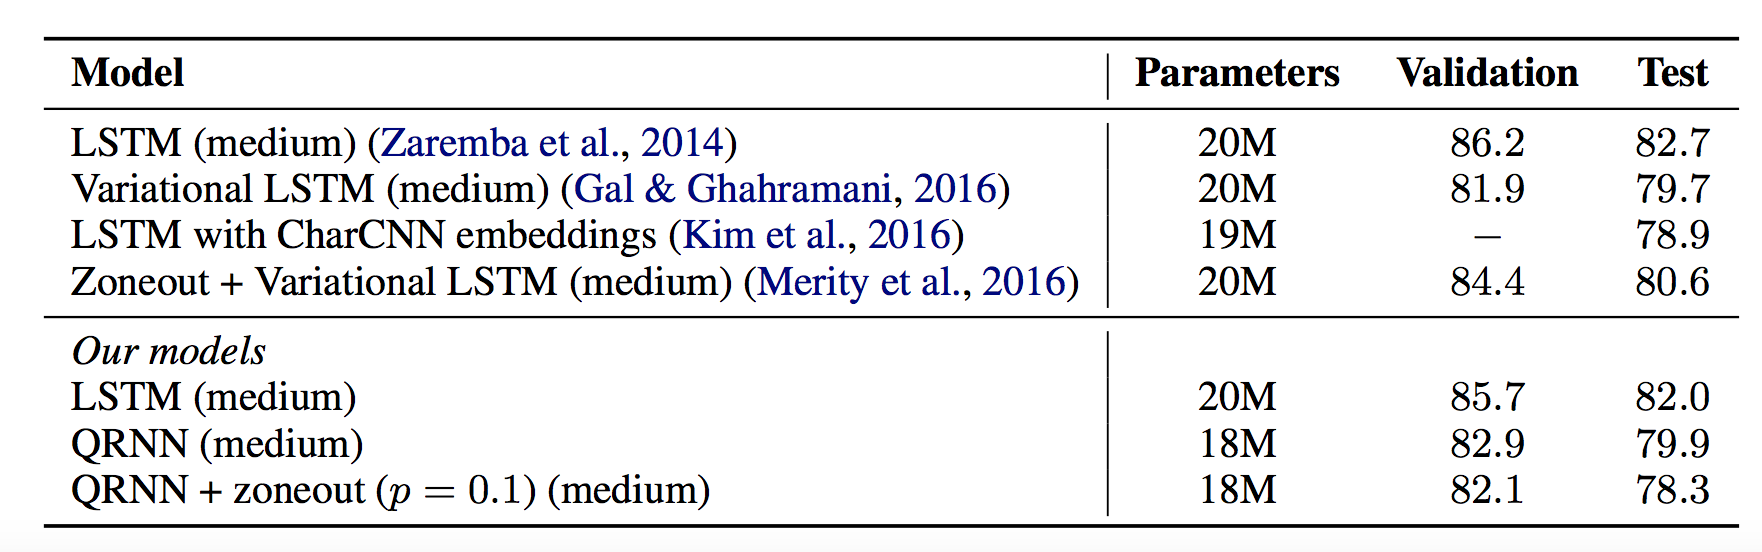 Model Parameters Validation Test
LSTM (medium) (Zaremba et al., 2014) 20M 86.2 82.7
Variational LSTM (medium) (Gal & Ghahramani, 2016) 20M 81.9 79.7
LSTM with CharCNN embeddings (Kim et al., 2016) 19M − 78.9
Zoneout + Variational LSTM (medium) (Merity et al., 2016) 20M 84.4 80.6
Our models
LSTM (medium) 20M 85.7 82.0
QRNN (medium) 18M 82.9 79.9
QRNN + zoneout (p = 0.1) (medium) 18M 82.1 78.3